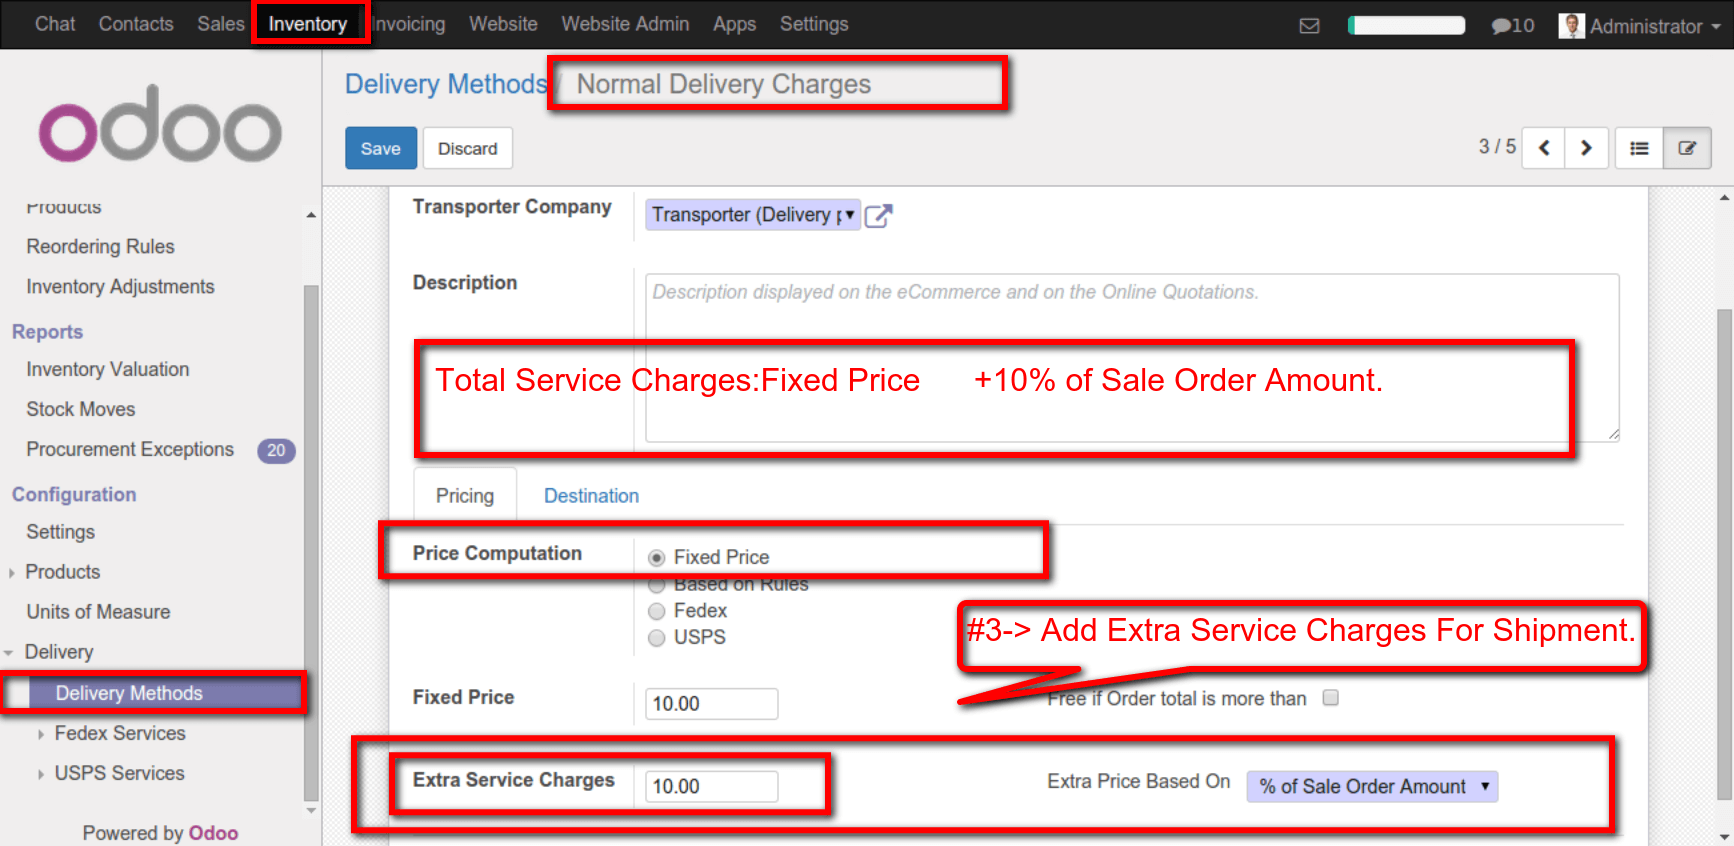 Chat Contacts Sales Inventory Invoicing Website Website Admin Apps Settings 10 Administrator
odoo
Delivery Methods / Normal Delivery Charges
Save Discard 3 / 5
Products
Reordering Rules
Inventory Adjustments
Reports
Inventory Valuation
Stock Moves
Procurement Exceptions 20
Configuration
Settings
Products
Units of Measure
Delivery
Delivery Methods
Fedex Services
USPS Services
Powered by Odoo
Transporter Company Transporter (Delivery p
Description Description displayed on the eCommerce and on the Online Quotations.
Total Service Charges:Fixed Price +10% of Sale Order Amount.
Pricing Destination
Price Computation Fixed Price
Based on Rules
Fedex
USPS
#3-> Add Extra Service Charges For Shipment.
Fixed Price 10.00 Free if Order total is more than
Extra Service Charges 10.00 Extra Price Based On % of Sale Order Amount